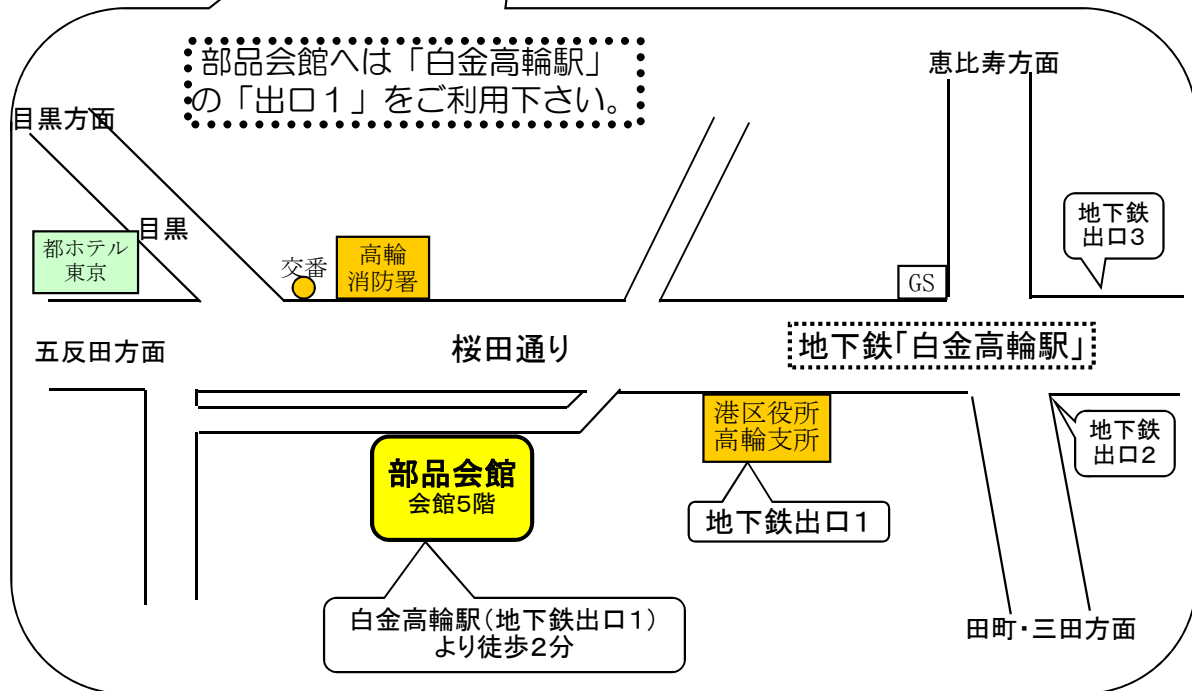 部品会館へは「白金高輪駅」
の「出口1」をご利用下さい。
恵比寿方面
目黒方面
地下鉄
出口3
目黒
都ホテル
東京
交番
高輪
消防署
GS
五反田方面
桜田通り
地下鉄「白金高輪駅」
港区役所
高輪支所
地下鉄
出口2
部品会館
会館5階
地下鉄出口1
白金高輪駅(地下鉄出口1)
より徒歩2分
田町・三田方面